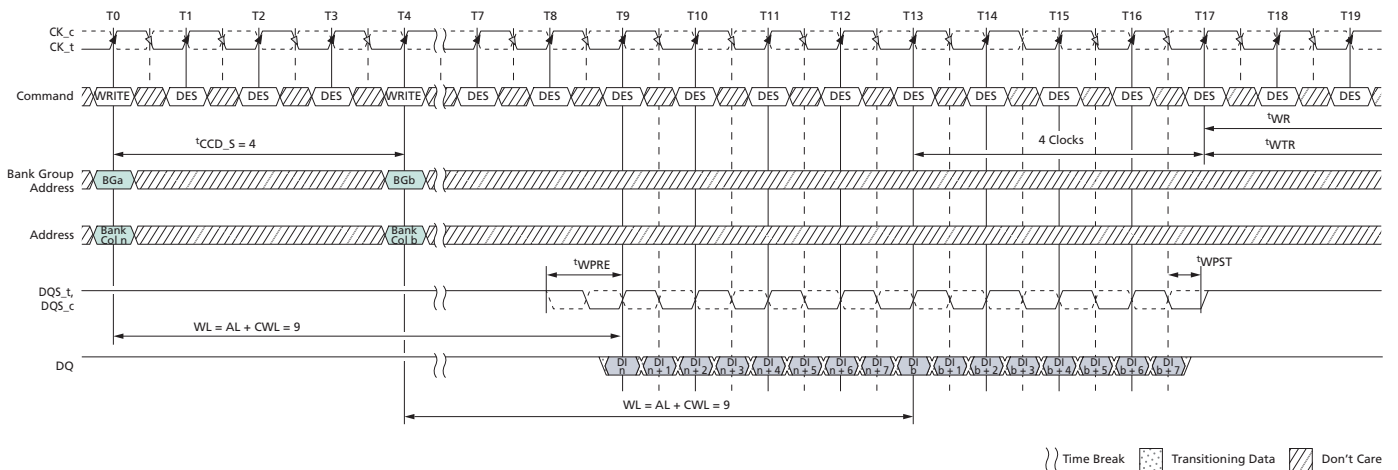 T0 T1 T2 T3 T4 T7 T8 T9 T10 T11 T12 T13 T14 T15 T16 T17 T18 T19
CK_c
CK_t
Command WRITE DES DES DES WRITE DES DES DES DES DES DES DES DES DES DES DES DES DES
tWR
tCCD_S = 4 4 Clocks tWTR
Bank Group
Address BGa BGb
Address Bank
Col n Bank
Col b
tWPRE tWPST
DQS_t,
DQS_c
WL = AL + CWL = 9
DQ DI
n DI
n + 1 DI
n + 2 DI
n + 3 DI
n + 4 DI
n + 5 DI
n + 6 DI
n + 7 DI
b DI
b + 1 DI
b + 2 DI
b + 3 DI
b + 4 DI
b + 5 DI
b + 6 DI
b + 7
WL = AL + CWL = 9
Time Break Transitioning Data Don't Care